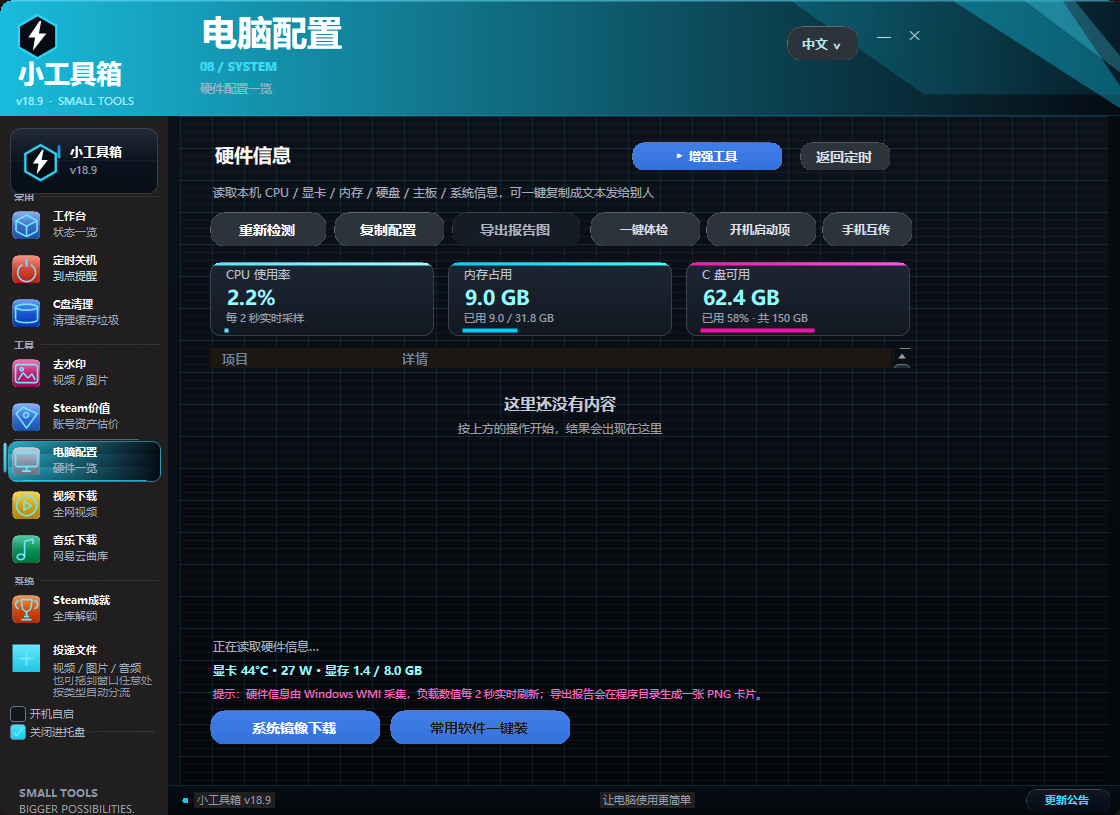 小工具箱
v18.9 · SMALL TOOLS
电脑配置
08 / SYSTEM
硬件配置一览
中文
小工具箱
v18.9
常用
工作台
状态一览
定时关机
到点提醒
C盘清理
清理缓存垃圾
工具
去水印
视频 / 图片
Steam价值
账号资产估价
电脑配置
硬件一览
视频下载
全网视频
音乐下载
网易云曲库
系统
Steam成就
全库解锁
投递文件
视频 / 图片 / 音频
也可拖到窗口任意处
按类型自动分流
开机自启
关闭进托盘
SMALL TOOLS
BIGGER POSSIBILITIES.
硬件信息
增强工具
返回定时
读取本机 CPU / 显卡 / 内存 / 硬盘 / 主板 / 系统信息，可一键复制成文本发给别人
重新检测 复制配置 导出报告图 一键体检 开机启动项 手机互传
CPU 使用率
2.2%
每 2 秒实时采样
内存占用
9.0 GB
已用 9.0 / 31.8 GB
C 盘可用
62.4 GB
已用 58% · 共 150 GB
项目 详情
这里还没有内容
按上方的操作开始，结果会出现在这里
正在读取硬件信息...
显卡 44°C • 27 W • 显存 1.4 / 8.0 GB
提示：硬件信息由 Windows WMI 采集，负载数值每 2 秒实时刷新；导出报告会在程序目录生成一张 PNG 卡片。
系统镜像下载 常用软件一键装
小工具箱 v18.9
让电脑使用更简单
更新公告